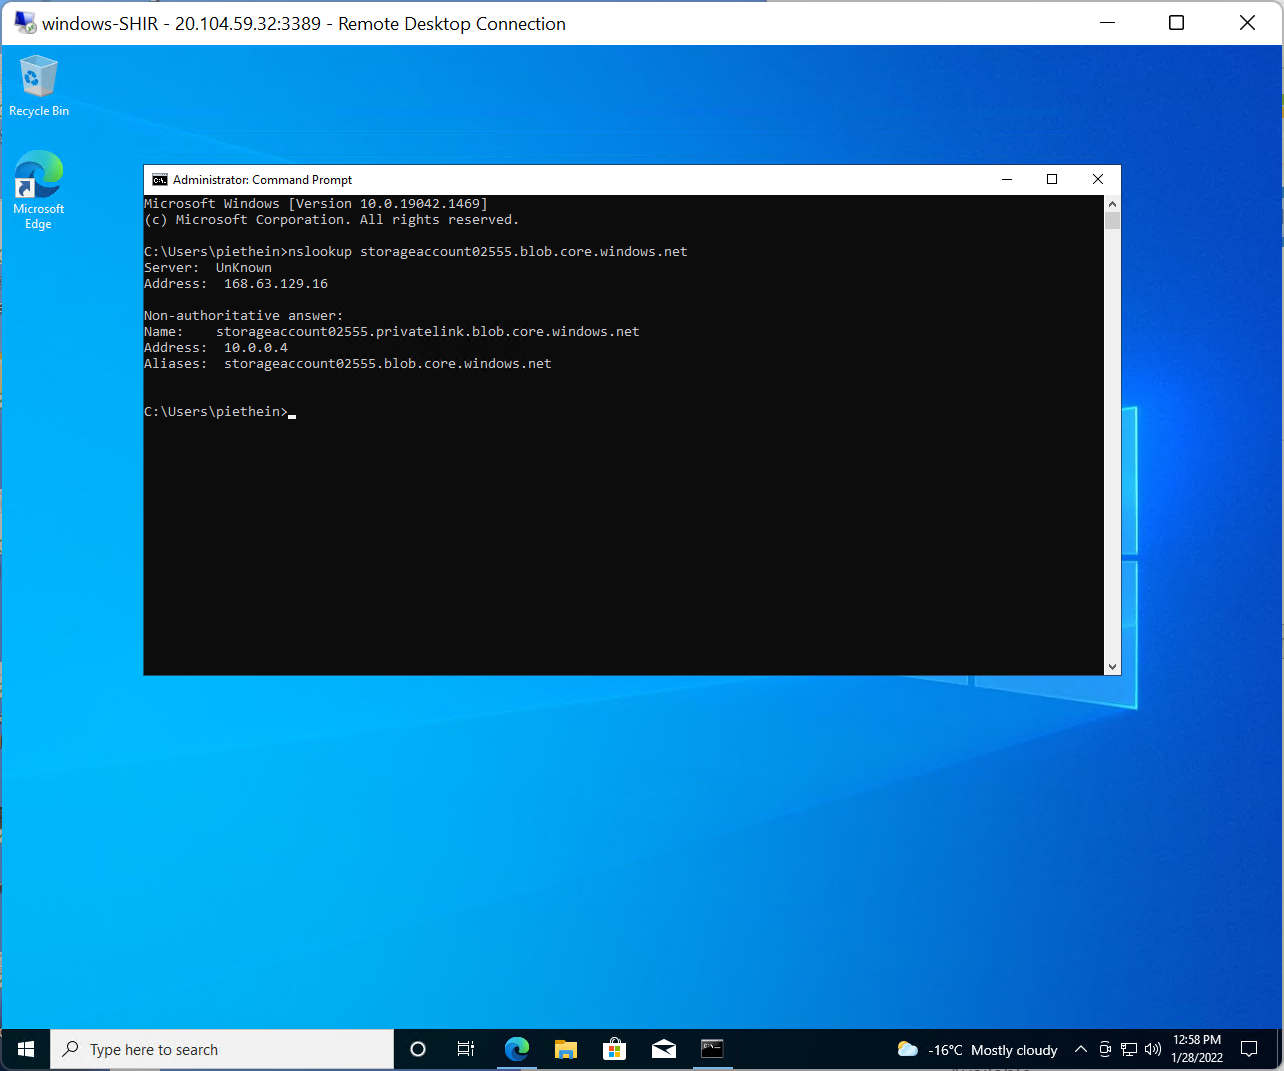 windows-SHIR - 20.104.59.32:3389 - Remote Desktop Connection
Recycle Bin
Microsoft
Edge
Administrator: Command Prompt
Microsoft Windows [Version 10.0.19042.1469]
(c) Microsoft Corporation. All rights reserved.
C:\Users\piethein>nslookup storageaccount02555.blob.core.windows.net
Server:  UnKnown
Address:  168.63.129.16
Non-authoritative answer:
Name:    storageaccount02555.privatelink.blob.core.windows.net
Address:  10.0.0.4
Aliases:  storageaccount02555.blob.core.windows.net
C:\Users\piethein>
Type here to search
-16°C Mostly cloudy
12:58 PM
1/28/2022